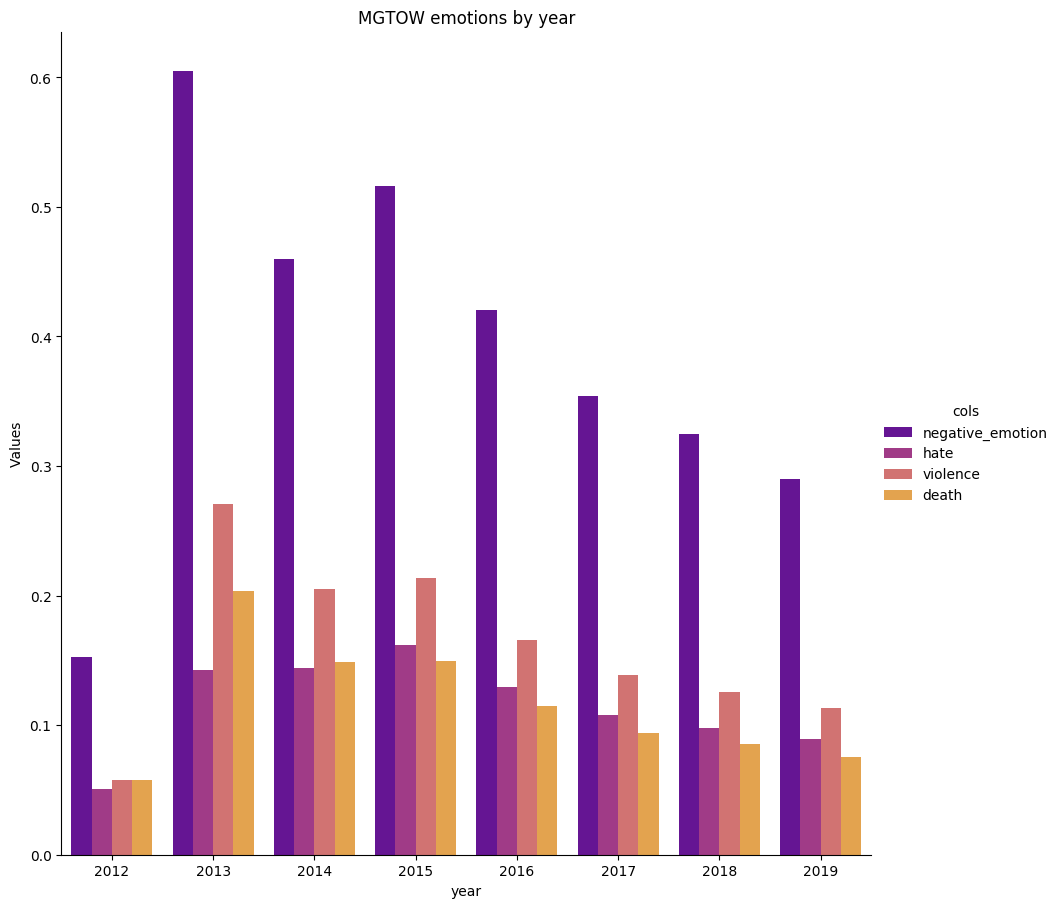 MGTOW emotions by year
Values
0.6
0.5
0.4
0.3
0.2
0.1
0.0
2012 2013 2014 2015 2016 2017 2018 2019
year
cols
negative_emotion
hate
violence
death